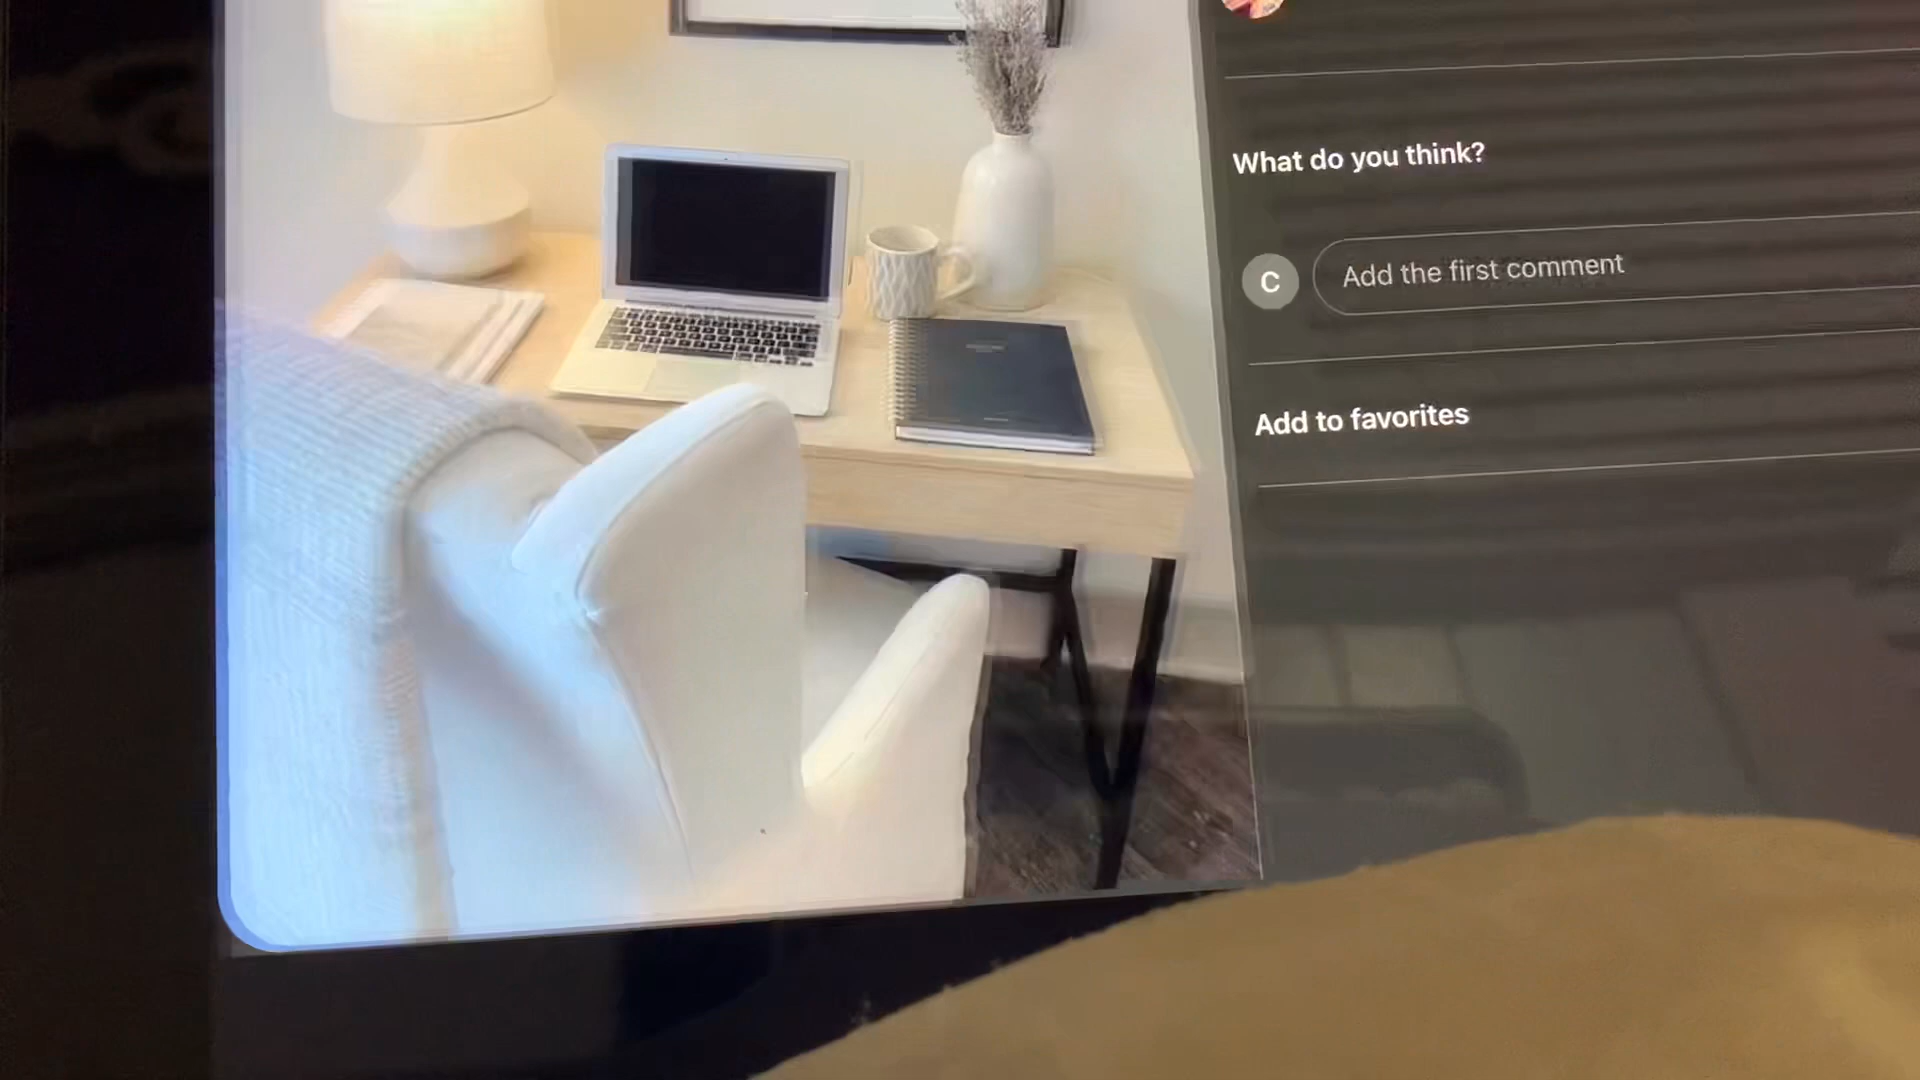 What do you think?
C
Add the first comment
Add to favorites